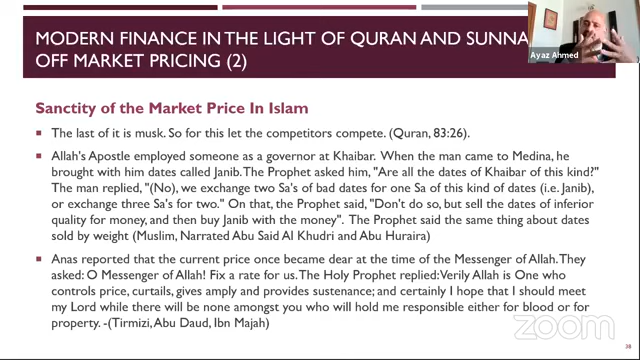 MODERN FINANCE IN THE LIGHT OF QURAN AND SUNNA
OFF MARKET PRICING (2)
Ayaz Ahmed
Sanctity of the Market Price In Islam
The last of it is musk. So for this let the competitors compete. (Quran, 83:26).
Allah's Apostle employed someone as a governor at Khaibar. When the man came to Medina, he
brought with him dates called Janib. The Prophet asked him, "Are all the dates of Khaibar of this kind?"
The man replied, "(No), we exchange two Sa's of bad dates for one Sa of this kind of dates (i.e. Janib),
or exchange three Sa's for two." On that, the Prophet said, "Don't do so, but sell the dates of inferior
quality for money, and then buy Janib with the money". The Prophet said the same thing about dates
sold by weight (Muslim, Narrated Abu Said Al Khudri and Abu Huraira)
Anas reported that the current price once became dear at the time of the Messenger of Allah. They
asked: O Messenger of Allah! Fix a rate for us. The Holy Prophet replied: Verily Allah is One who
controls price, curtails, gives amply and provides sustenance; and certainly I hope that I should meet
my Lord while there will be none amongst you who will hold me responsible either for blood or for
property. -(Tirmizi, Abu Daud, Ibn Majah)
zoom
38